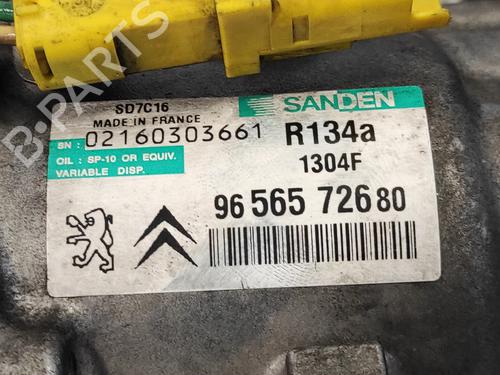 B-PARTS
SD7C16
MADE IN FRANCE
SANDEN
SN : 02160303661
R134a
OIL : SP-10 OR EQUIV.
VARIABLE DISP.
1304F
96 565 726 80